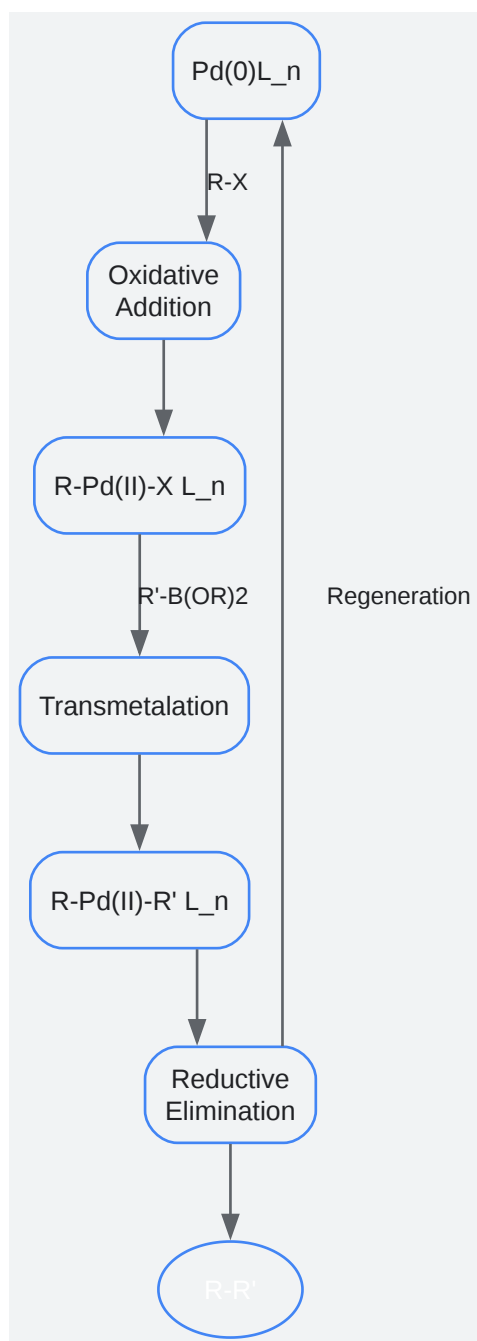 Pd(0)L_n
R-X
Oxidative
Addition
R-Pd(II)-X L_n
R'-B(OR)2
Regeneration
Transmetalation
R-Pd(II)-R' L_n
Reductive
Elimination
R-R'